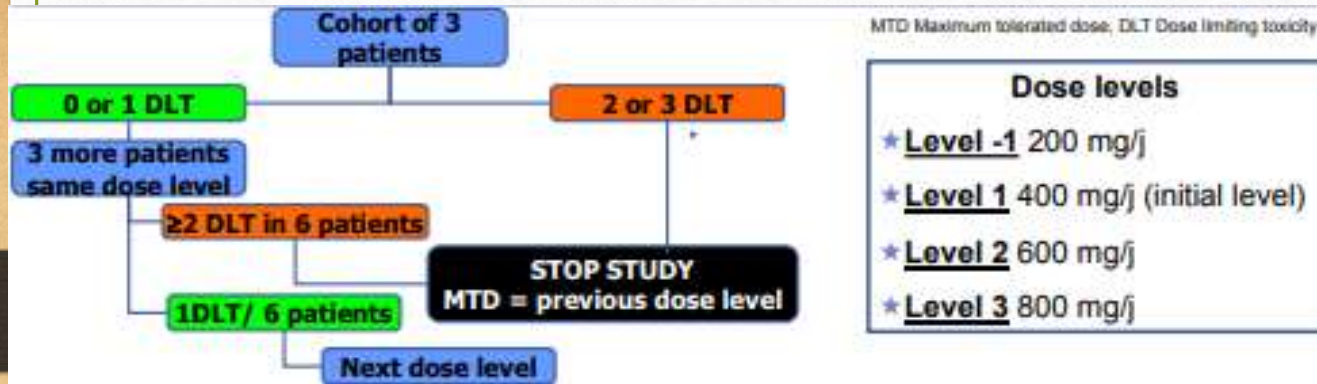 Cohort of 3
patients
0 or 1 DLT
2 or 3 DLT
3 more patients
same dose level
≥2 DLT in 6 patients
STOP STUDY
MTD = previous dose level
1DLT/ 6 patients
Next dose level
MTD Maximum tolerated dose, DLT Dose limiting toxicity
Dose levels
★Level -1 200 mg/j
★Level 1 400 mg/j (initial level)
★Level 2 600 mg/j
★Level 3 800 mg/j